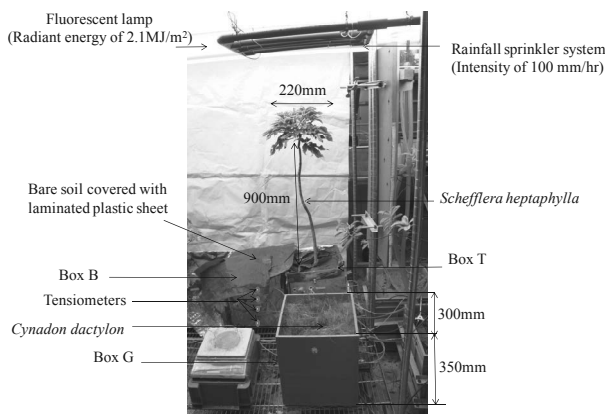 Fluorescent lamp
(Radiant energy of 2.1MJ/m²)
Rainfall sprinkler system
(Intensity of 100 mm/hr)
220mm
Bare soil covered with
laminated plastic sheet
900mm
Schefflera heptaphylla
Box B
Box T
Tensiometers
300mm
Cynadon dactylon
Box G
350mm